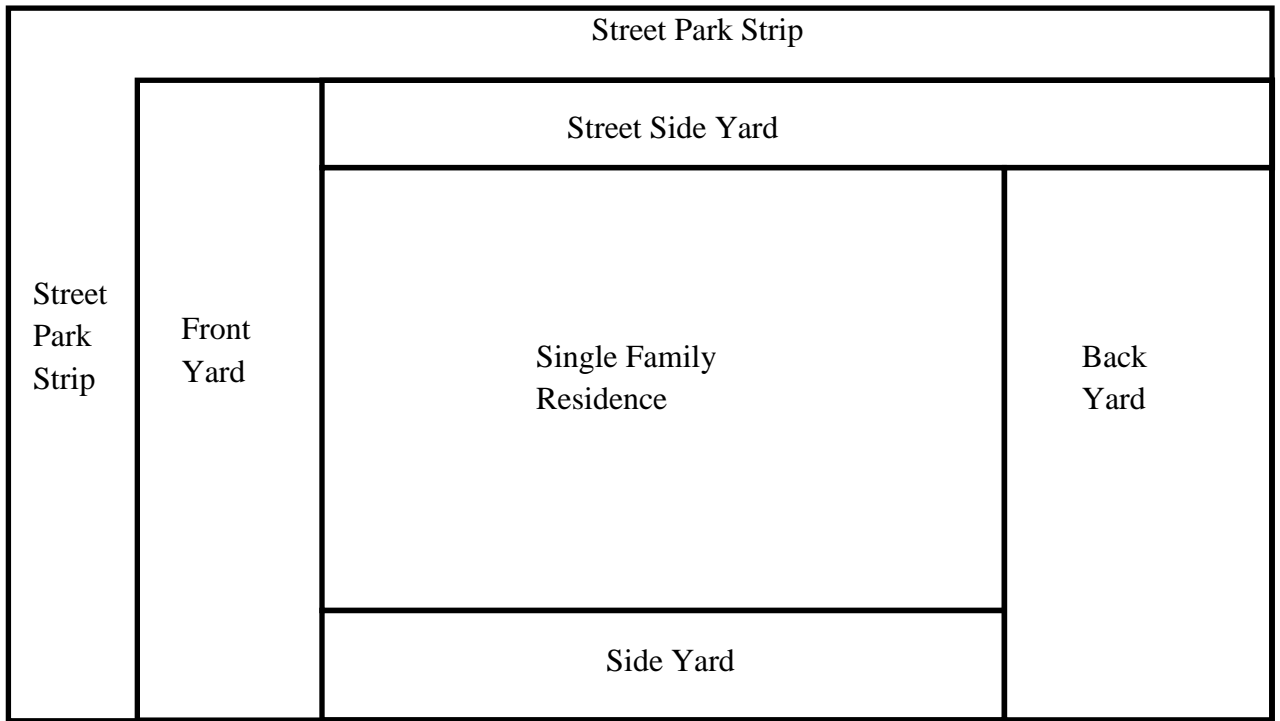 Street Park Strip
Street Side Yard
Street
Park
Strip
Front
Yard
Single Family
Residence
Back
Yard
Side Yard